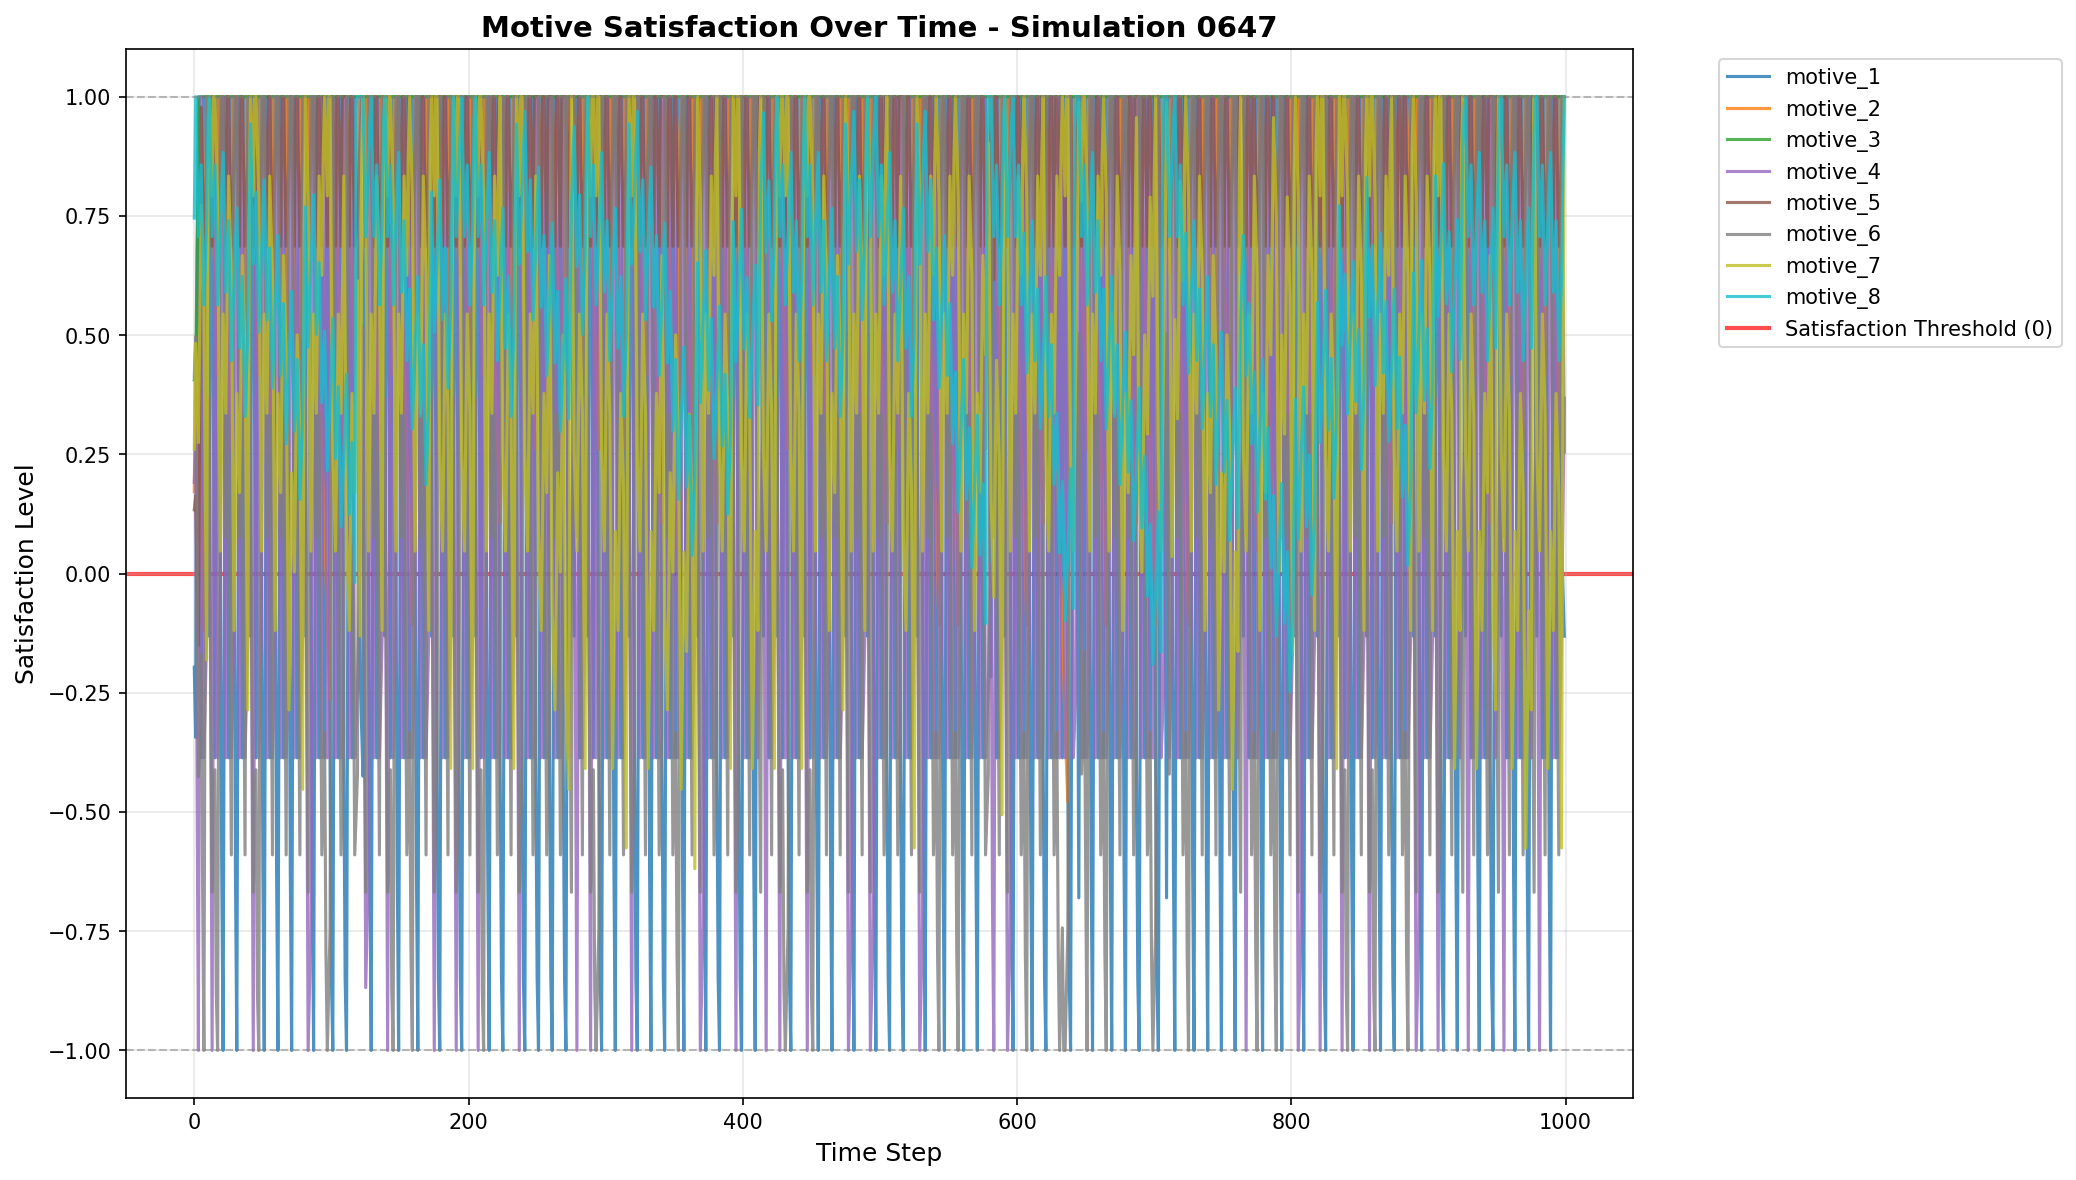 Motive Satisfaction Over Time - Simulation 0647
1.00
0.75
0.50
0.25
0.00
−0.25
−0.50
−0.75
−1.00
Satisfaction Level
0
200
400
600
800
1000
Time Step
motive_1
motive_2
motive_3
motive_4
motive_5
motive_6
motive_7
motive_8
Satisfaction Threshold (0)